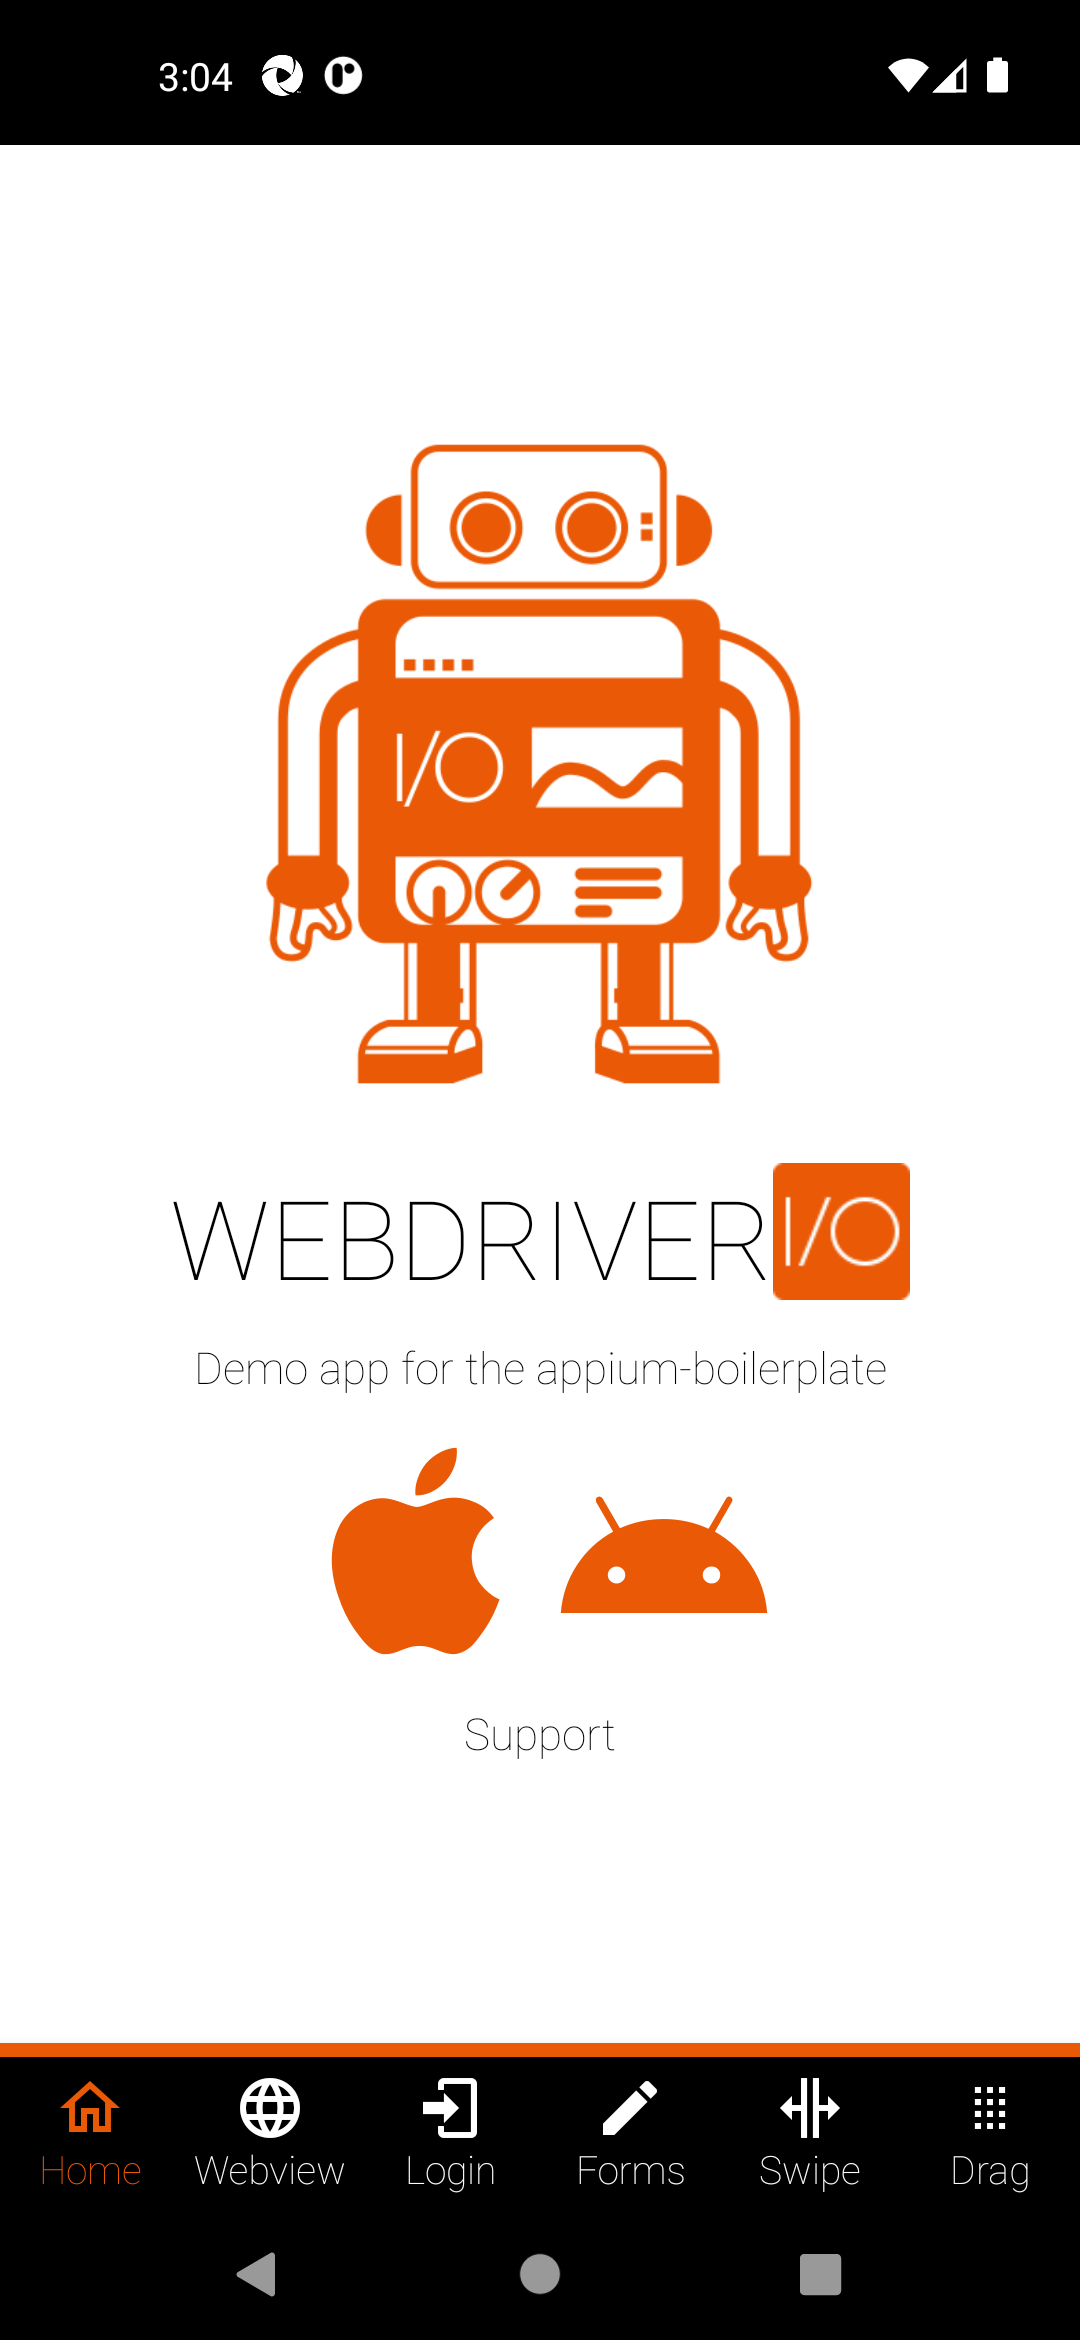 3:04
I/O
WEBDRIVER I/O
Demo app for the appium-boilerplate
Support
Home Webview Login Forms Swipe Drag